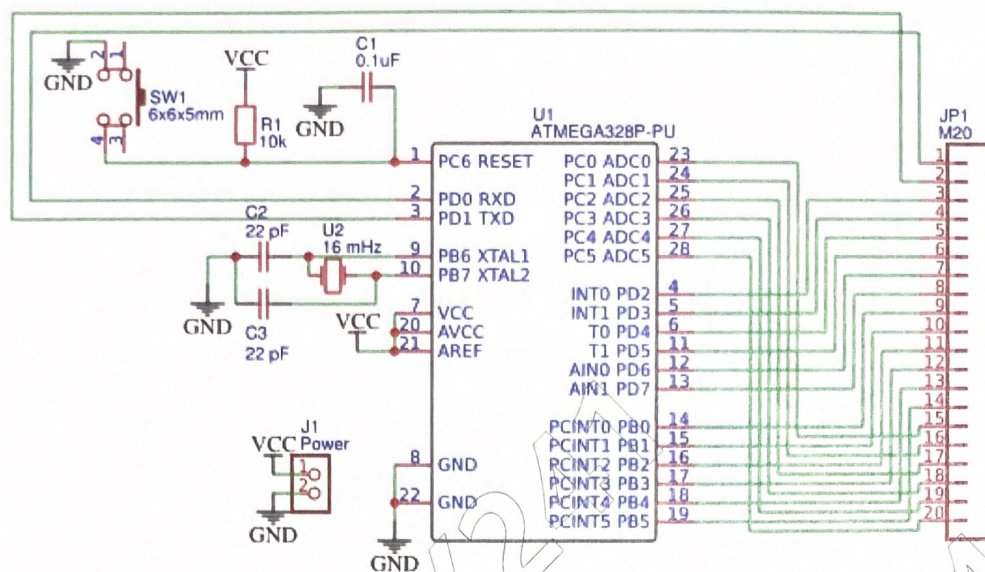 C1
0.1uF
VCC
2
1
GND
SW1
6x6x5mm
R1
10k
GND
4
3
U1
ATMEGA328P-PU
JP1
M20
1 PC6 RESET
2 PD0 RXD
3 PD1 TXD
C2
22 pF
U2
16 mHz
9 PB6 XTAL1
10 PB7 XTAL2
GND
C3
22 pF
7 VCC
VCC
20 AVCC
21 AREF
J1
Power
VCC
1
2
GND
8 GND
22 GND
GND
PC0 ADC0 23
PC1 ADC1 24
PC2 ADC2 25
PC3 ADC3 26
PC4 ADC4 27
PC5 ADC5 28
INT0 PD2 4
INT1 PD3 5
T0 PD4 6
T1 PD5 11
AIN0 PD6 12
AIN1 PD7 13
PCINT0 PB0 14
PCINT1 PB1 15
PCINT2 PB2 16
PCINT3 PB3 17
PCINT4 PB4 18
PCINT5 PB5 19
1
2
3
4
5
6
7
8
9
10
11
12
13
14
15
16
17
18
19
20